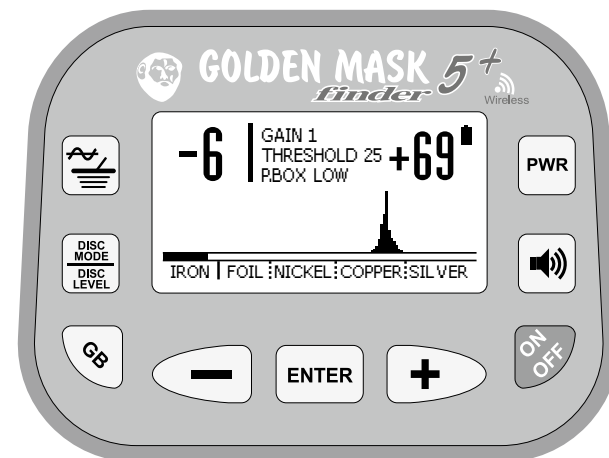 GOLDEN MASK 5+
finder
Wireless
-6
GAIN 1
THRESHOLD 25
P.BOX LOW
+69
PWR
DISC
MODE
DISC
LEVEL
IRON FOIL NICKEL COPPER SILVER
GB
ENTER
ON
OFF